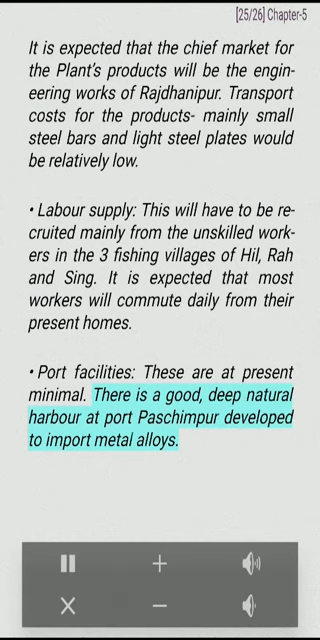 [25/26] Chapter-5
It is expected that the chief market for
the Plant's products will be the engin-
eering works of Rajdhanipur. Transport
costs for the products- mainly small
steel bars and light steel plates would
be relatively low.
• Labour supply: This will have to be re-
cruited mainly from the unskilled work-
ers in the 3 fishing villages of Hil, Rah
and Sing. It is expected that most
workers will commute daily from their
present homes.
• Port facilities: These are at present
minimal. There is a good, deep natural
harbour at port Paschimpur developed
to import metal alloys.